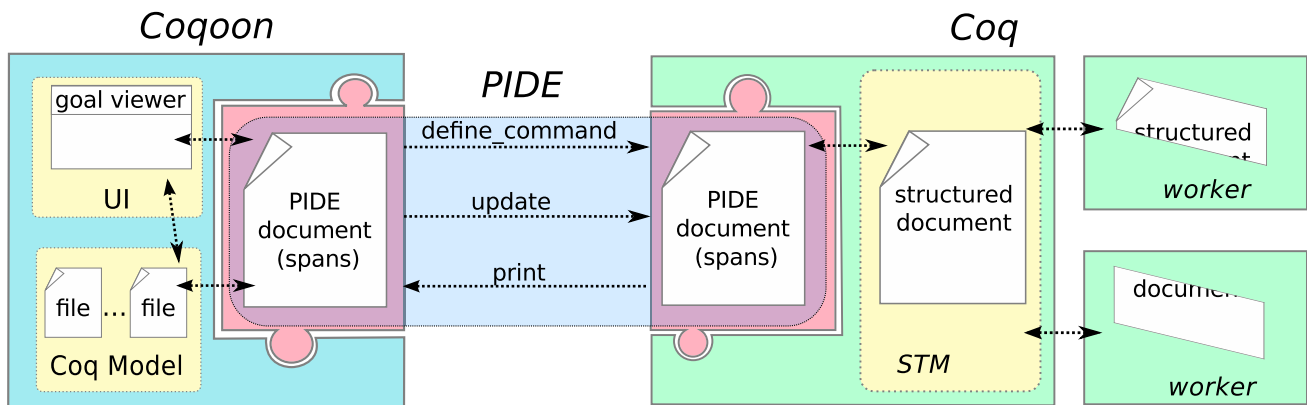 Coqoon
PIDE
Coq
goal viewer
UI
file
...
file
Coq Model
PIDE
document
(spans)
define_command
update
print
PIDE
document
(spans)
structured
document
STM
structured
worker
document
worker